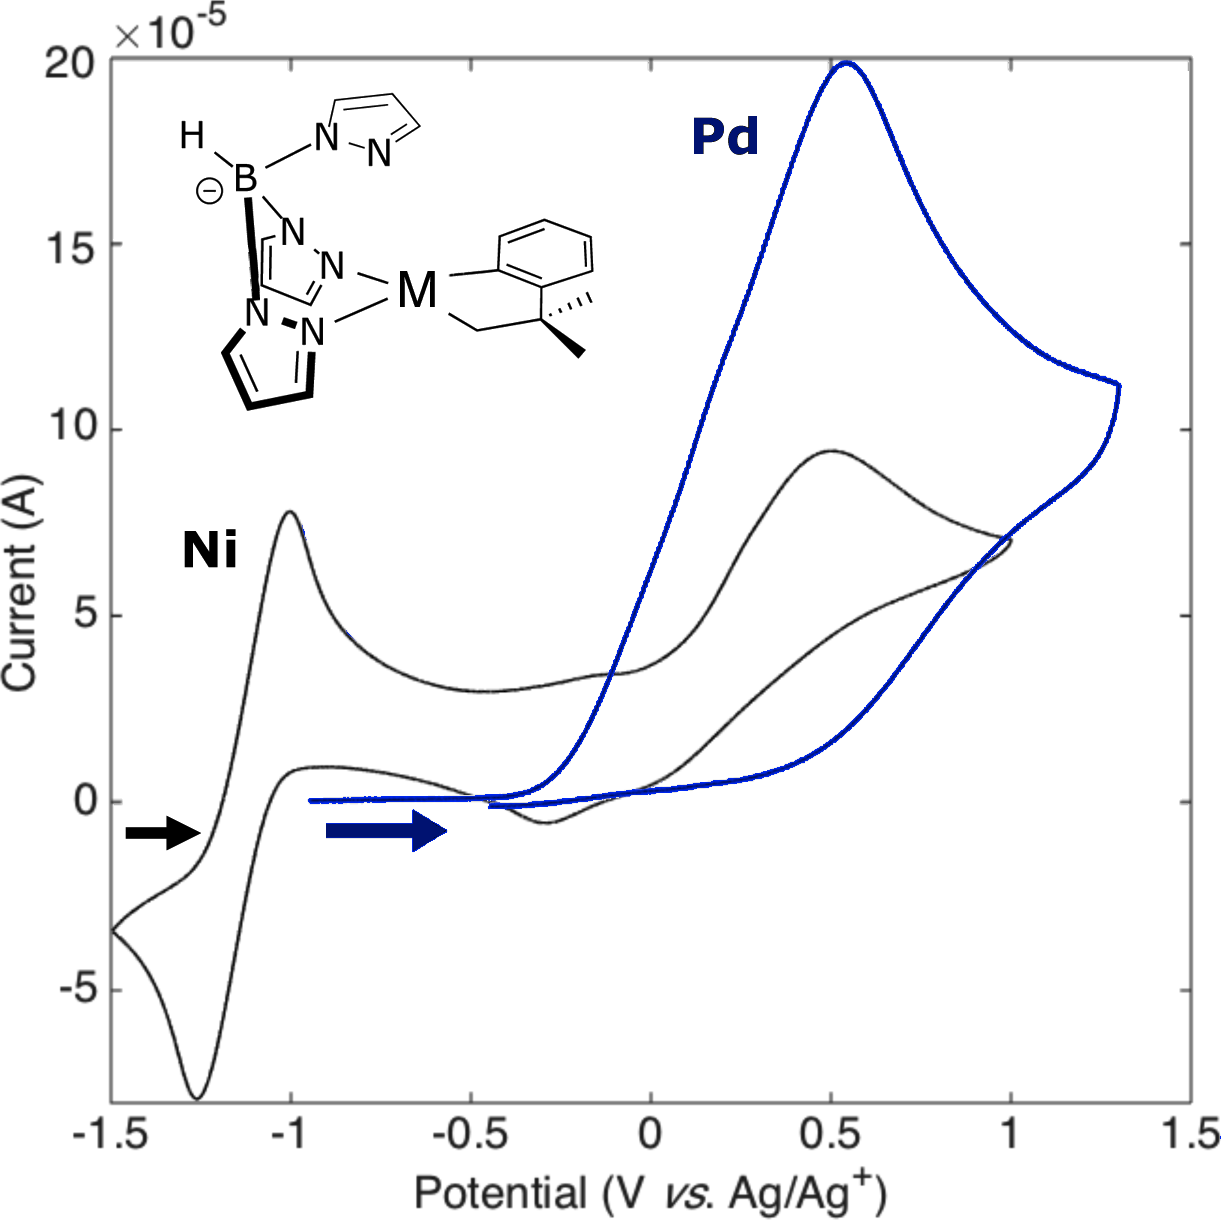 ×10⁻⁵
20
15
10
5
0
-5
-1.5
-1
-0.5
0
0.5
1
1.5
Current (A)
Potential (V vs. Ag/Ag⁺)
Pd
Ni
H
B
⊖
N
N
N
N
N
N
M